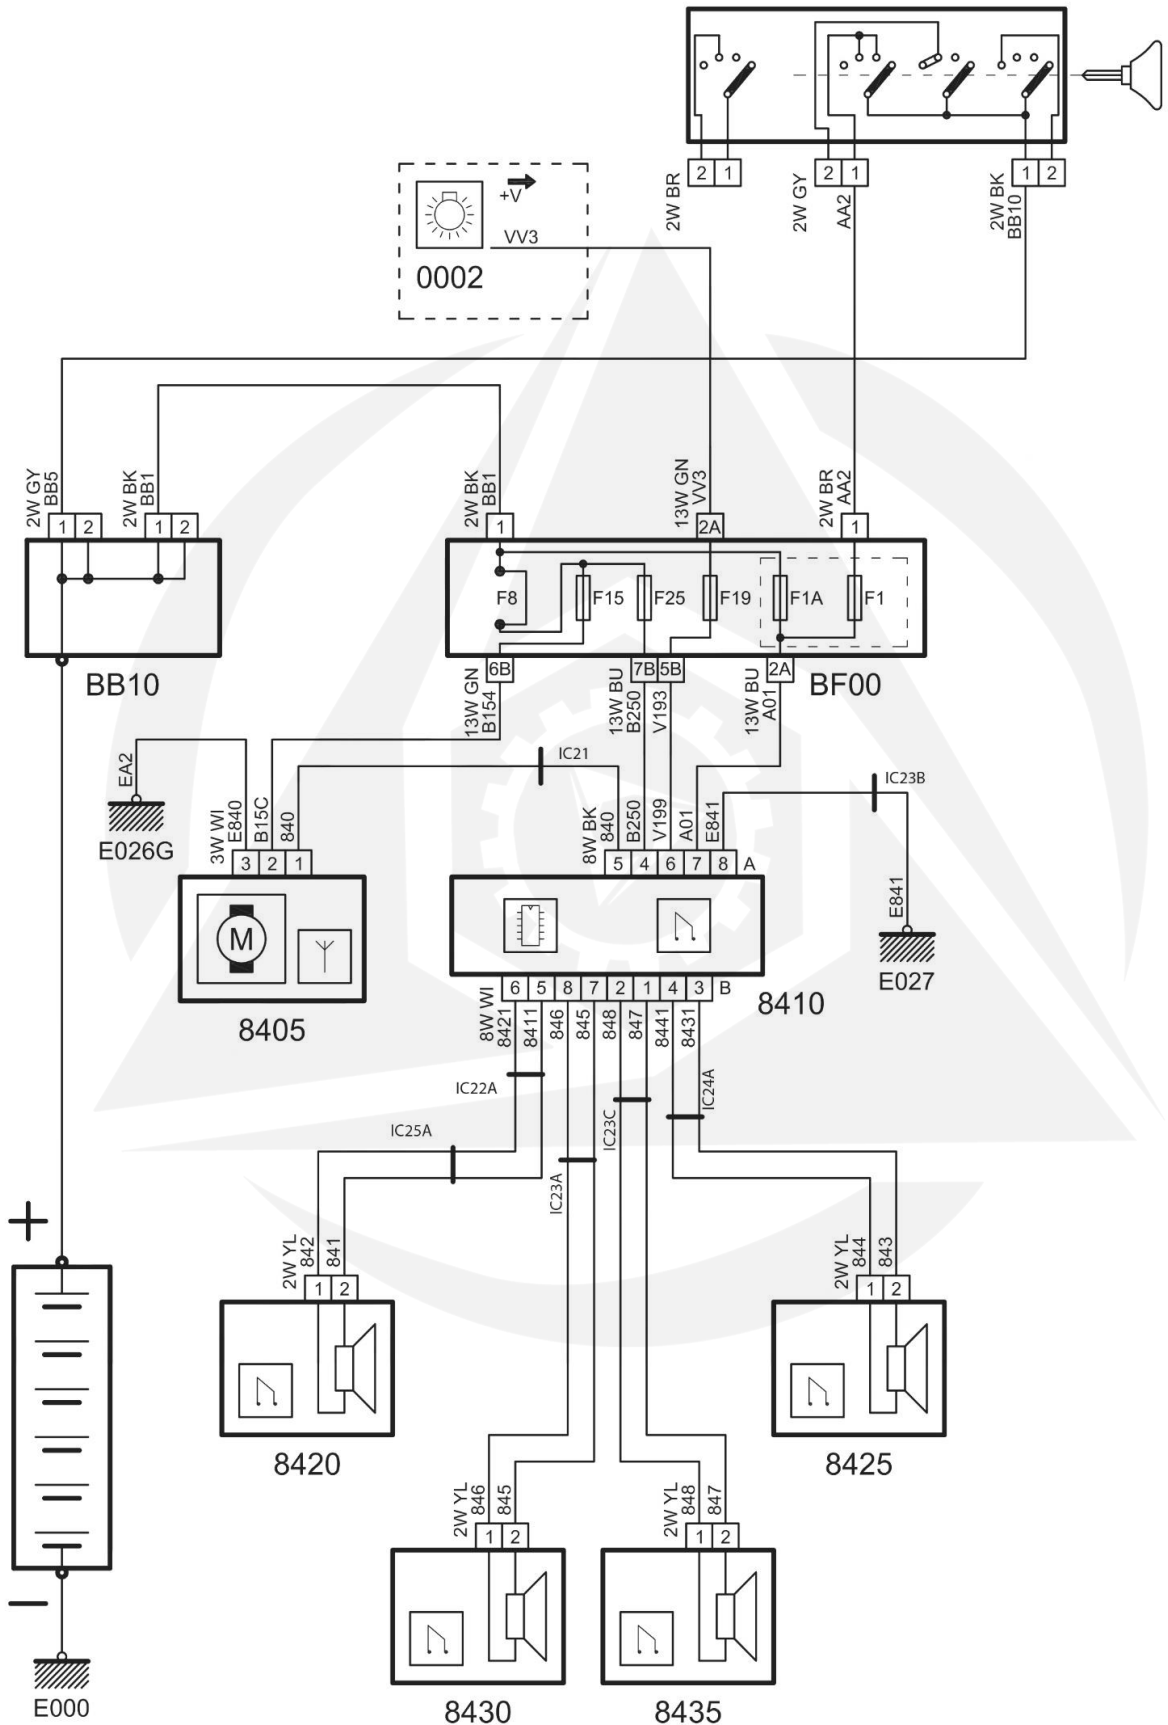 2 1 2 1 1 2
2W BR
2W GY
AA2
2W BK
BB10
+V
VV3
0002
2W GY
BB5
2W BK
BB1
2W BK
BB1
13W GN
VV3
2W BR
AA2
1 2 1 2 1 2A 1
F8 F15 F25 F19 F1A F1
6B 7B 5B 2A
BB10
BF00
13W GN
B154
13W BU
B250
V193
13W BU
A01
IC21
IC23B
EA2
E026G
3W WI
E840
B15C
840
8W BK
840
B250
V199
A01
E841
3 2 1 5 4 6 7 8 A
E841
M
E027
6 5 8 7 2 1 4 3 B
8405
8410
8W WI
8421
8411
846
845
848
847
8441
8431
IC22A
IC24A
IC25A
IC23C
IC23A
+
2W YL
842
841
2W YL
844
843
1 2 1 2
8420
8425
2W YL
846
845
2W YL
848
847
1 2 1 2
–
E000
8430
8435